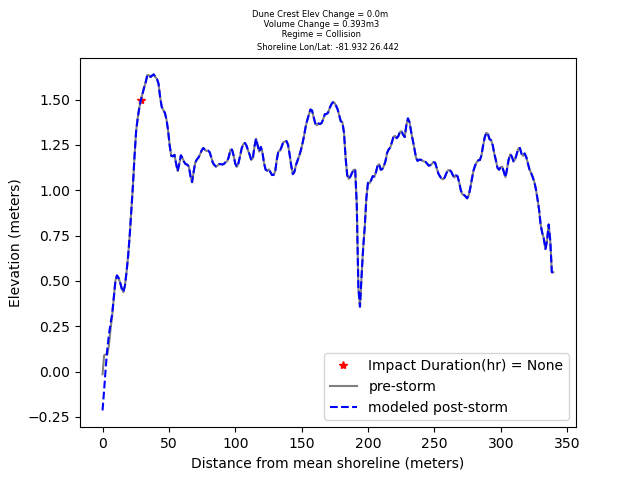 Dune Crest Elev Change = 0.0m
Volume Change = 0.393m3
Regime = Collision
Shoreline Lon/Lat: -81.932 26.442
Elevation (meters)
1.50
1.25
1.00
0.75
0.50
0.25
0.00
−0.25
Impact Duration(hr) = None
pre-storm
modeled post-storm
0 50 100 150 200 250 300 350
Distance from mean shoreline (meters)